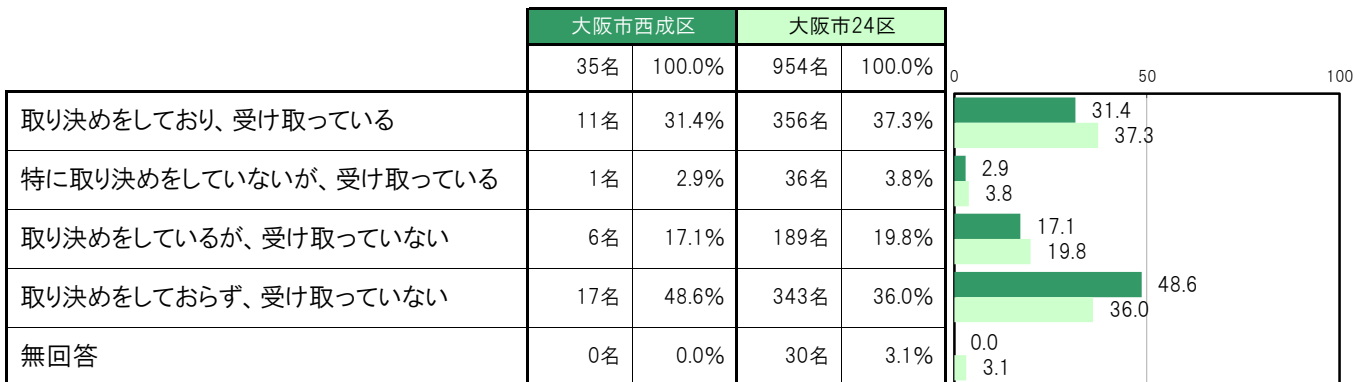 大阪市西成区 大阪市24区
35名 100.0% 954名 100.0%
0 50 100
取り決めをしており、受け取っている 11名 31.4% 356名 37.3%
31.4
37.3
特に取り決めをしていないが、受け取っている 1名 2.9% 36名 3.8%
2.9
3.8
取り決めをしているが、受け取っていない 6名 17.1% 189名 19.8%
17.1
19.8
取り決めをしておらず、受け取っていない 17名 48.6% 343名 36.0%
48.6
36.0
無回答 0名 0.0% 30名 3.1%
0.0
3.1